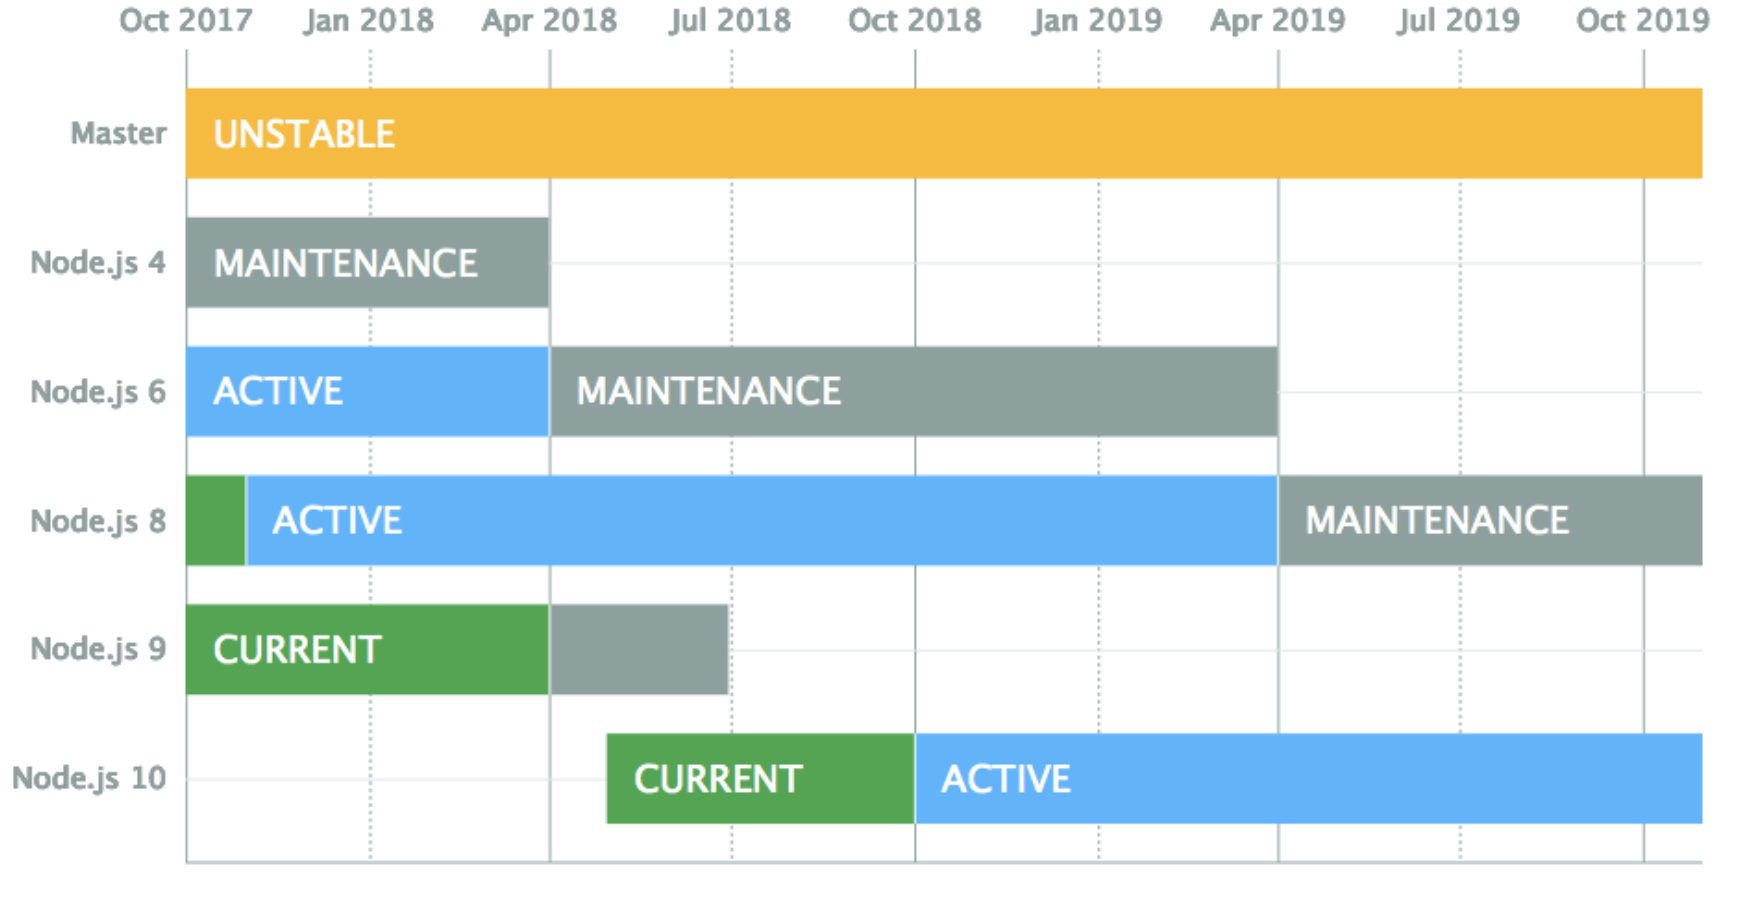 Oct 2017 Jan 2018 Apr 2018 Jul 2018 Oct 2018 Jan 2019 Apr 2019 Jul 2019 Oct 2019
Master UNSTABLE
Node.js 4 MAINTENANCE
Node.js 6 ACTIVE MAINTENANCE
Node.js 8 ACTIVE MAINTENANCE
Node.js 9 CURRENT
Node.js 10 CURRENT ACTIVE